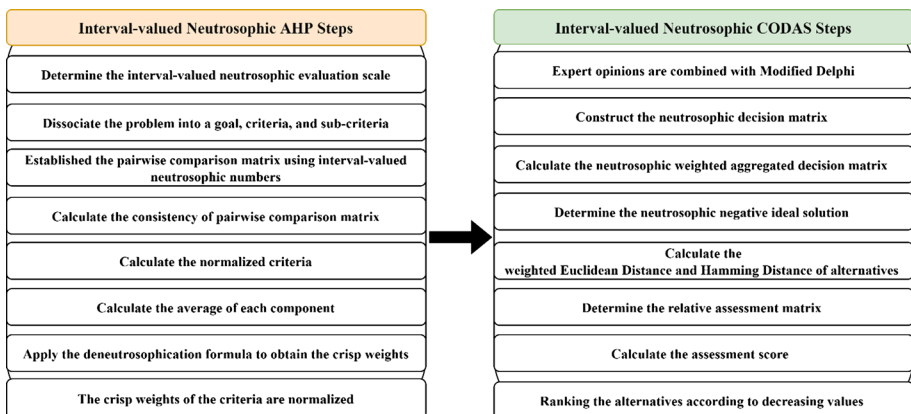 Interval-valued Neutrosophic AHP Steps
Determine the interval-valued neutrosophic evaluation scale
Dissociate the problem into a goal, criteria, and sub-criteria
Established the pairwise comparison matrix using interval-valued
neutrosophic numbers
Calculate the consistency of pairwise comparison matrix
Calculate the normalized criteria
Calculate the average of each component
Apply the deneutrosophication formula to obtain the crisp weights
The crisp weights of the criteria are normalized
Interval-valued Neutrosophic CODAS Steps
Expert opinions are combined with Modified Delphi
Construct the neutrosophic decision matrix
Calculate the neutrosophic weighted aggregated decision matrix
Determine the neutrosophic negative ideal solution
Calculate the
weighted Euclidean Distance and Hamming Distance of alternatives
Determine the relative assessment matrix
Calculate the assessment score
Ranking the alternatives according to decreasing values